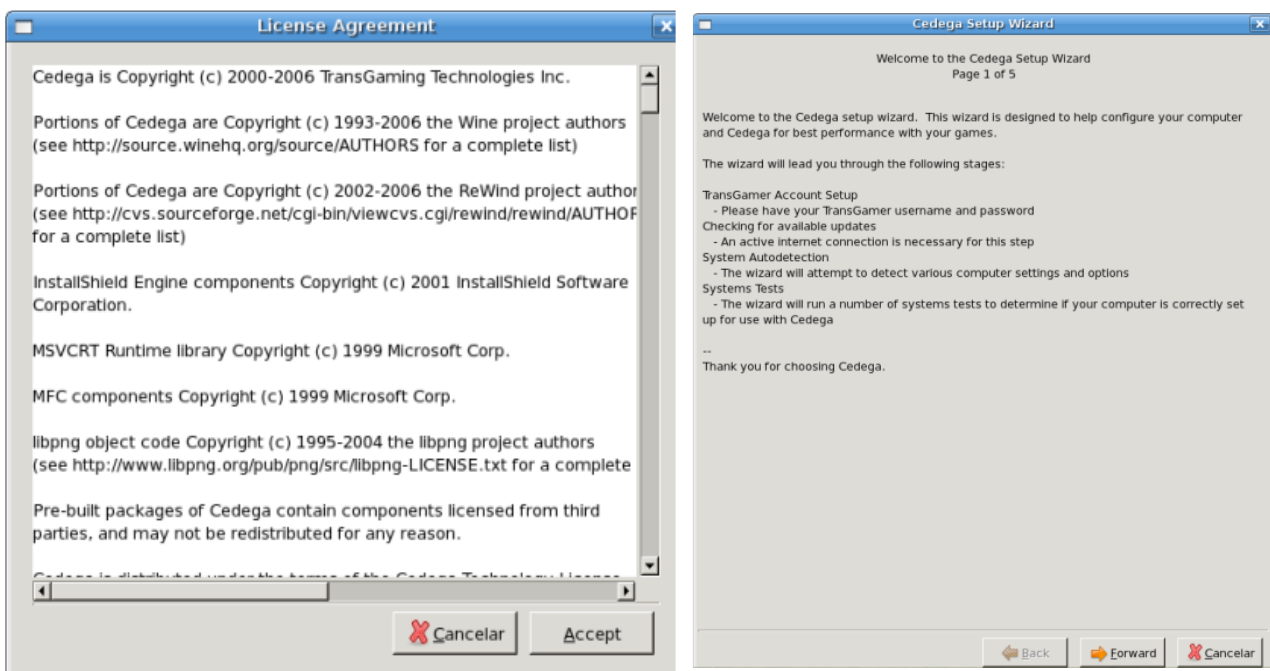 License Agreement
Cedega is Copyright (c) 2000-2006 TransGaming Technologies Inc.
Portions of Cedega are Copyright (c) 1993-2006 the Wine project authors
(see http://source.winehq.org/source/AUTHORS for a complete list)
Portions of Cedega are Copyright (c) 2002-2006 the ReWind project author
(see http://cvs.sourceforge.net/cgi-bin/viewcvs.cgi/rewind/rewind/AUTHOR
for a complete list)
InstallShield Engine components Copyright (c) 2001 InstallShield Software
Corporation.
MSVCRT Runtime library Copyright (c) 1999 Microsoft Corp.
MFC components Copyright (c) 1999 Microsoft Corp.
libpng object code Copyright (c) 1995-2004 the libpng project authors
(see http://www.libpng.org/pub/png/src/libpng-LICENSE.txt for a complete
Pre-built packages of Cedega contain components licensed from third
parties, and may not be redistributed for any reason.
Cedega is distributed under the terms of the Cedega Technology License
Cancelar
Accept
Cedega Setup Wizard
Welcome to the Cedega Setup Wizard
Page 1 of 5
Welcome to the Cedega setup wizard. This wizard is designed to help configure your computer
and Cedega for best performance with your games.
The wizard will lead you through the following stages:
TransGamer Account Setup
- Please have your TransGamer username and password
Checking for available updates
- An active internet connection is necessary for this step
System Autodetection
- The wizard will attempt to detect various computer settings and options
Systems Tests
- The wizard will run a number of systems tests to determine if your computer is correctly set
up for use with Cedega
--
Thank you for choosing Cedega.
Back
Forward
Cancelar